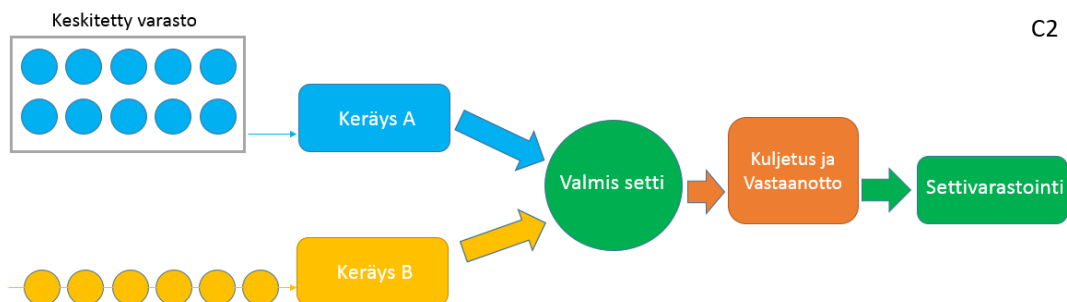 Keskitetty varasto
C2
Keräys A
Valmis setti
Kuljetus ja
Vastaanotto
Settivarastointi
Keräys B